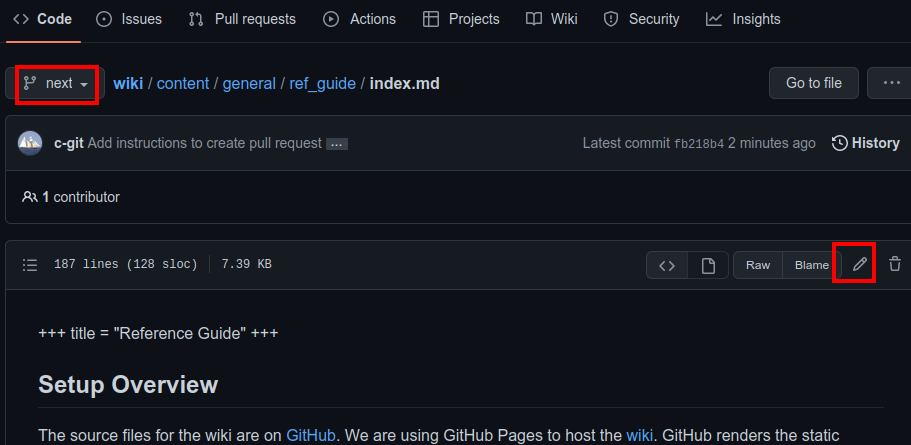 Code Issues Pull requests Actions Projects Wiki Security Insights
next wiki / content / general / ref_guide / index.md Go to file ...
c-git Add instructions to create pull request ... Latest commit fb218b4 2 minutes ago History
1 contributor
187 lines (128 sloc) 7.39 KB <> Raw Blame
+++ title = "Reference Guide" +++
Setup Overview
The source files for the wiki are on GitHub. We are using GitHub Pages to host the wiki. GitHub renders the static